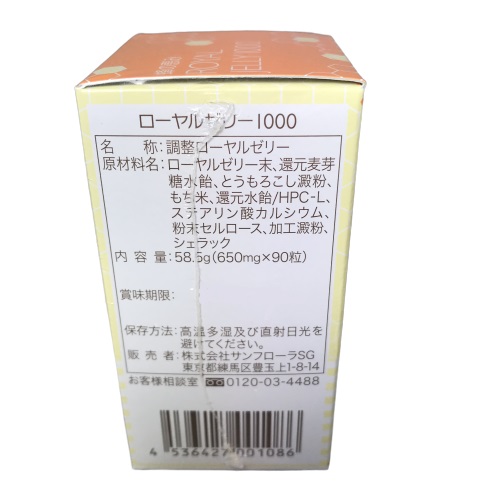 ROYAL
JELLY 1000
ローヤルゼリー1000
名 称：調整ローヤルゼリー
原材料名：ローヤルゼリー末、還元麦芽
糖水飴、とうもろこし澱粉、
もち米、還元水飴/HPC-L、
ステアリン酸カルシウム、
粉末セルロース、加工澱粉、
シェラック
内 容 量：58.5g（650mg×90粒）
賞味期限：
保存方法：高温多湿及び直射日光を
避けてください。
販 売 者：株式会社サンフローラSG
東京都練馬区豊玉上1-8-14
お客様相談室 0120-03-4488
4 536427 001086